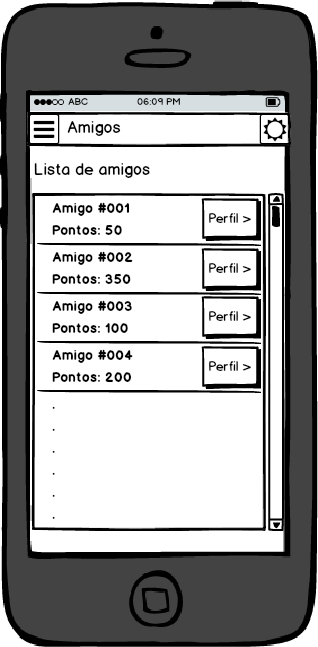 ABC 06:09 PM
Amigos
Lista de amigos
Amigo #001
Pontos: 50
Perfil >
Amigo #002
Pontos: 350
Perfil >
Amigo #003
Pontos: 100
Perfil >
Amigo #004
Pontos: 200
Perfil >
.
.
.
.
.
.